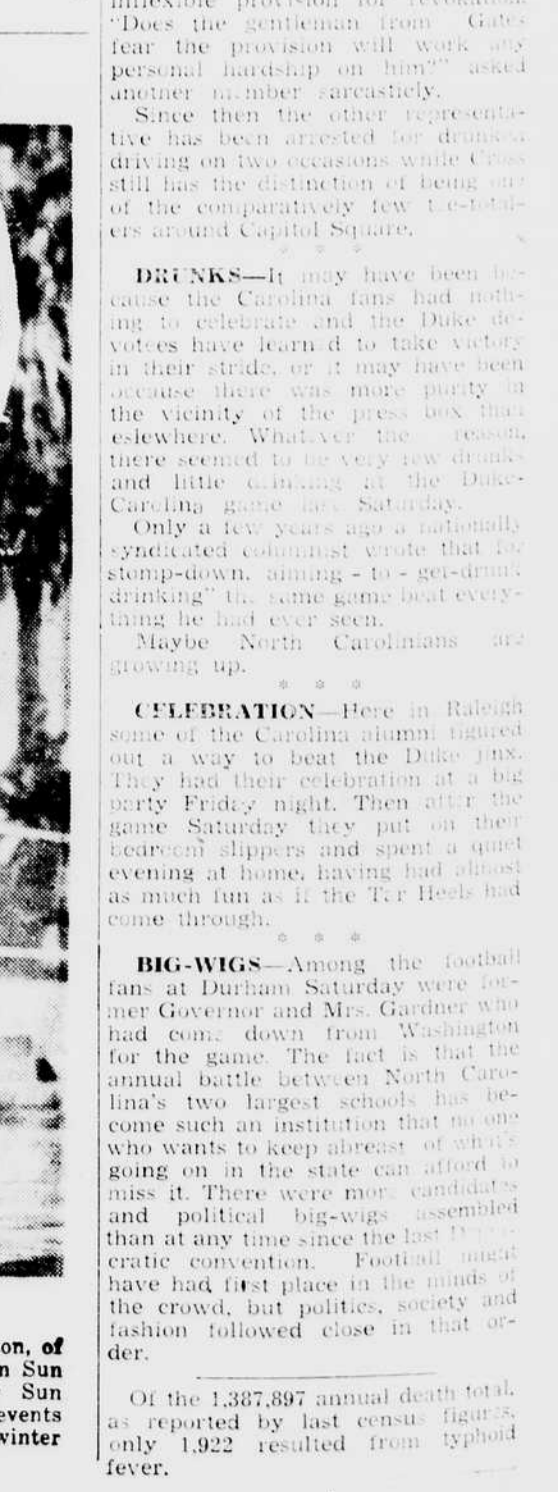 inflexible provision for revocation.
"Does the gentleman from Gates
fear the provision will work any
personal hardship on him?" asked
another member sarcasticly.
Since then the other representa-
tive has been arrested for drunken
driving on two occasions while Cross
still has the distinction of being one
of the comparatively few tee-total-
ers around Capitol Square.
* * *
DRUNKS—It may have been be-
cause the Carolina fans had noth-
ing to celebrate and the Duke de-
votees have learn d to take victory
in their stride, or it may have been
because there was more purity in
the vicinity of the press box than
eslewhere. Whatever the reason,
there seemed to be very few drunks
and little drinking at the Duke-
Carolina game last Saturday.
Only a few years ago a nationally
syndicated columnist wrote that for
stomp-down, aiming - to - get-drunk
drinking" the same game beat every-
thing he had ever seen.
Maybe North Carolinians are
growing up.
* * *
CELEBRATION—Here in Raleigh
some of the Carolina alumni figured
out a way to beat the Duke jinx.
They had their celebration at a big
party Friday night. Then after the
game Saturday they put on their
bedroom slippers and spent a quiet
evening at home, having had almost
as much fun as if the Tar Heels had
come through.
* * *
BIG-WIGS—Among the football
fans at Durham Saturday were for-
mer Governor and Mrs. Gardner who
had come down from Washington
for the game. The fact is that the
annual battle between North Caro-
lina's two largest schools has be-
come such an institution that no one
who wants to keep abreast of what's
going on in the state can afford to
miss it. There were more candidates
and political big-wigs assembled
than at any time since the last Demo-
cratic convention. Football might
have had first place in the minds of
the crowd, but politics, society and
fashion followed close in that or-
der.
Of the 1,387,897 annual death total,
as reported by last census figures,
only 1,922 resulted from typhoid
fever.
on, of
n Sun
Sun
events
winter